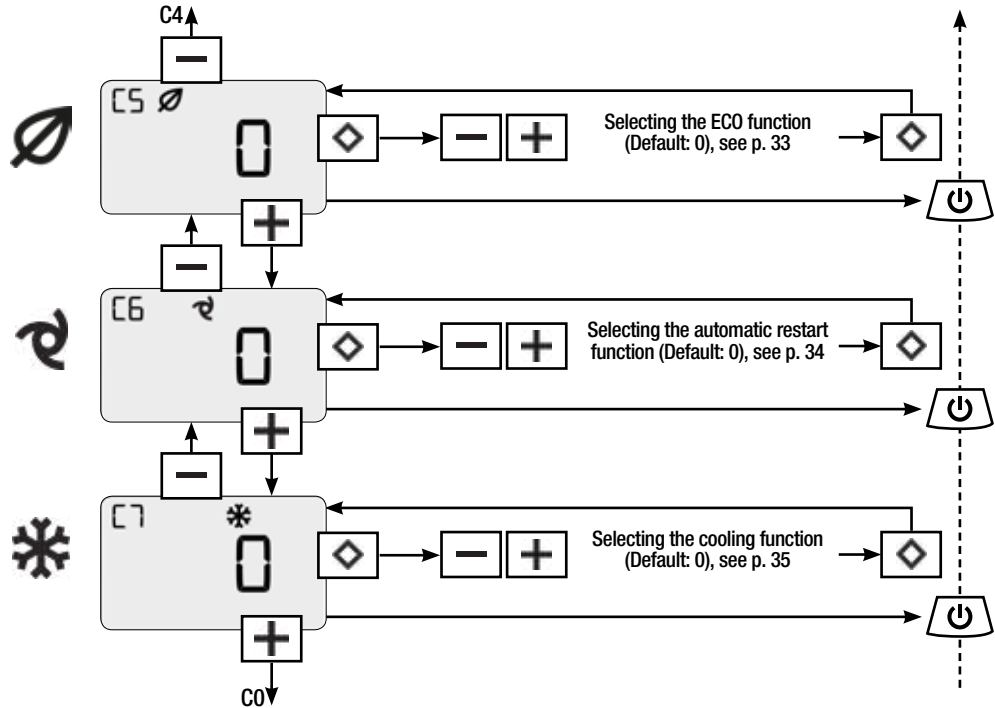 C4
C5
0
Selecting the ECO function
(Default: 0), see p. 33
C6
0
Selecting the automatic restart
function (Default: 0), see p. 34
C7
0
Selecting the cooling function
(Default: 0), see p. 35
C0